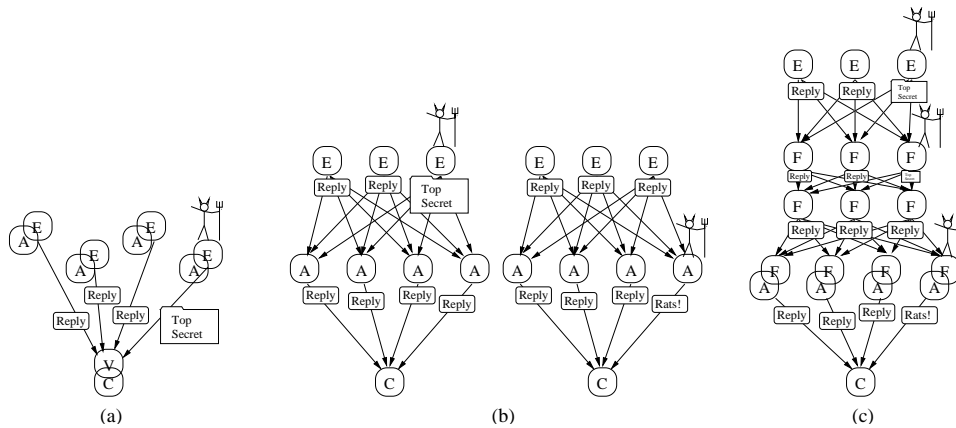 E
A
E
A
E
A
E
A
Reply
Reply
Reply
Top
Secret
V
C
(a)
E E E
Reply Reply Top
Secret
A A A A
Reply Reply Reply Reply
C
E E E
Reply Reply Reply
A A A A
Reply Reply Reply Rats!
C
(b)
E E E
Reply Reply Top
Secret
F F F
Reply Reply
F F F
Reply Reply Reply
F F F F
A A A A
Reply Reply Reply Rats!
C
(c)